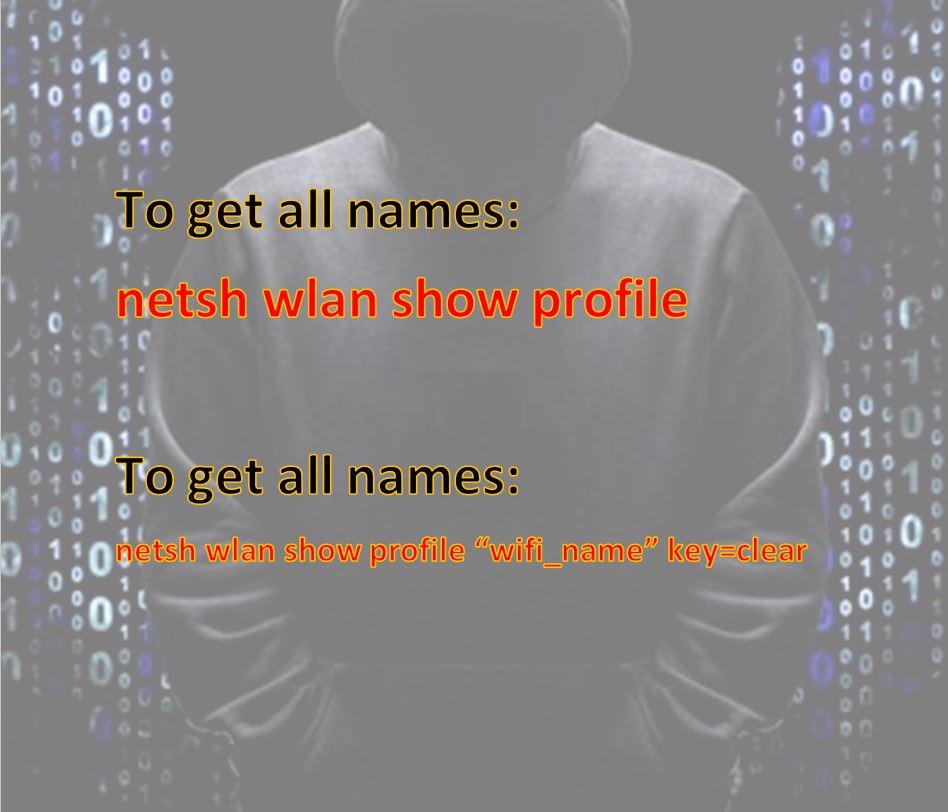 To get all names:
netsh wlan show profile
To get all names:
netsh wlan show profile “wifi_name” key=clear